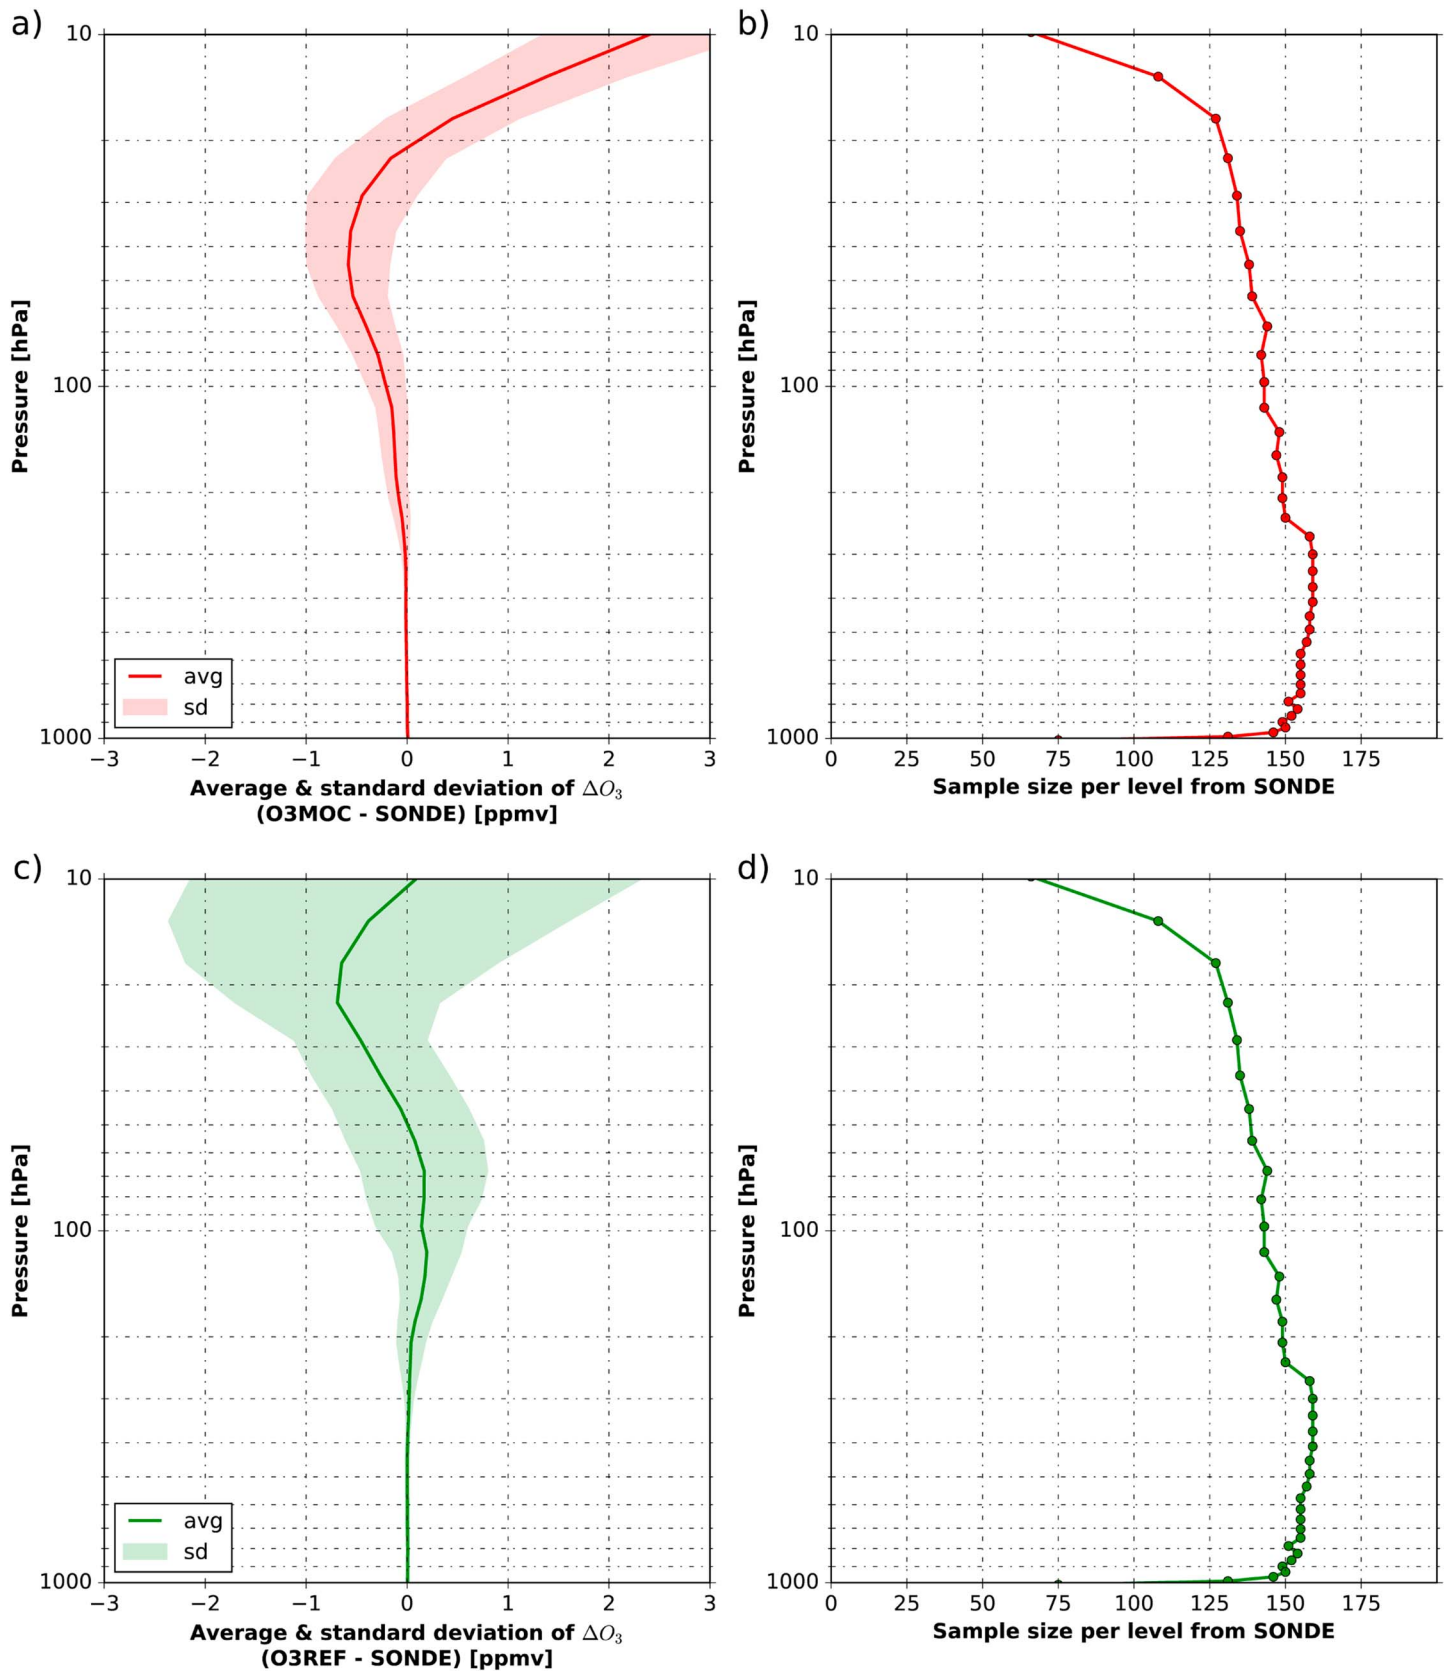 a)
10
100
1000
Pressure [hPa]
avg
sd
−3 −2 −1 0 1 2 3
Average & standard deviation of ΔO₃
(O3MOC - SONDE) [ppmv]
b)
10
100
1000
Pressure [hPa]
0 25 50 75 100 125 150 175
Sample size per level from SONDE
c)
10
100
1000
Pressure [hPa]
avg
sd
−3 −2 −1 0 1 2 3
Average & standard deviation of ΔO₃
(O3REF - SONDE) [ppmv]
d)
10
100
1000
Pressure [hPa]
0 25 50 75 100 125 150 175
Sample size per level from SONDE